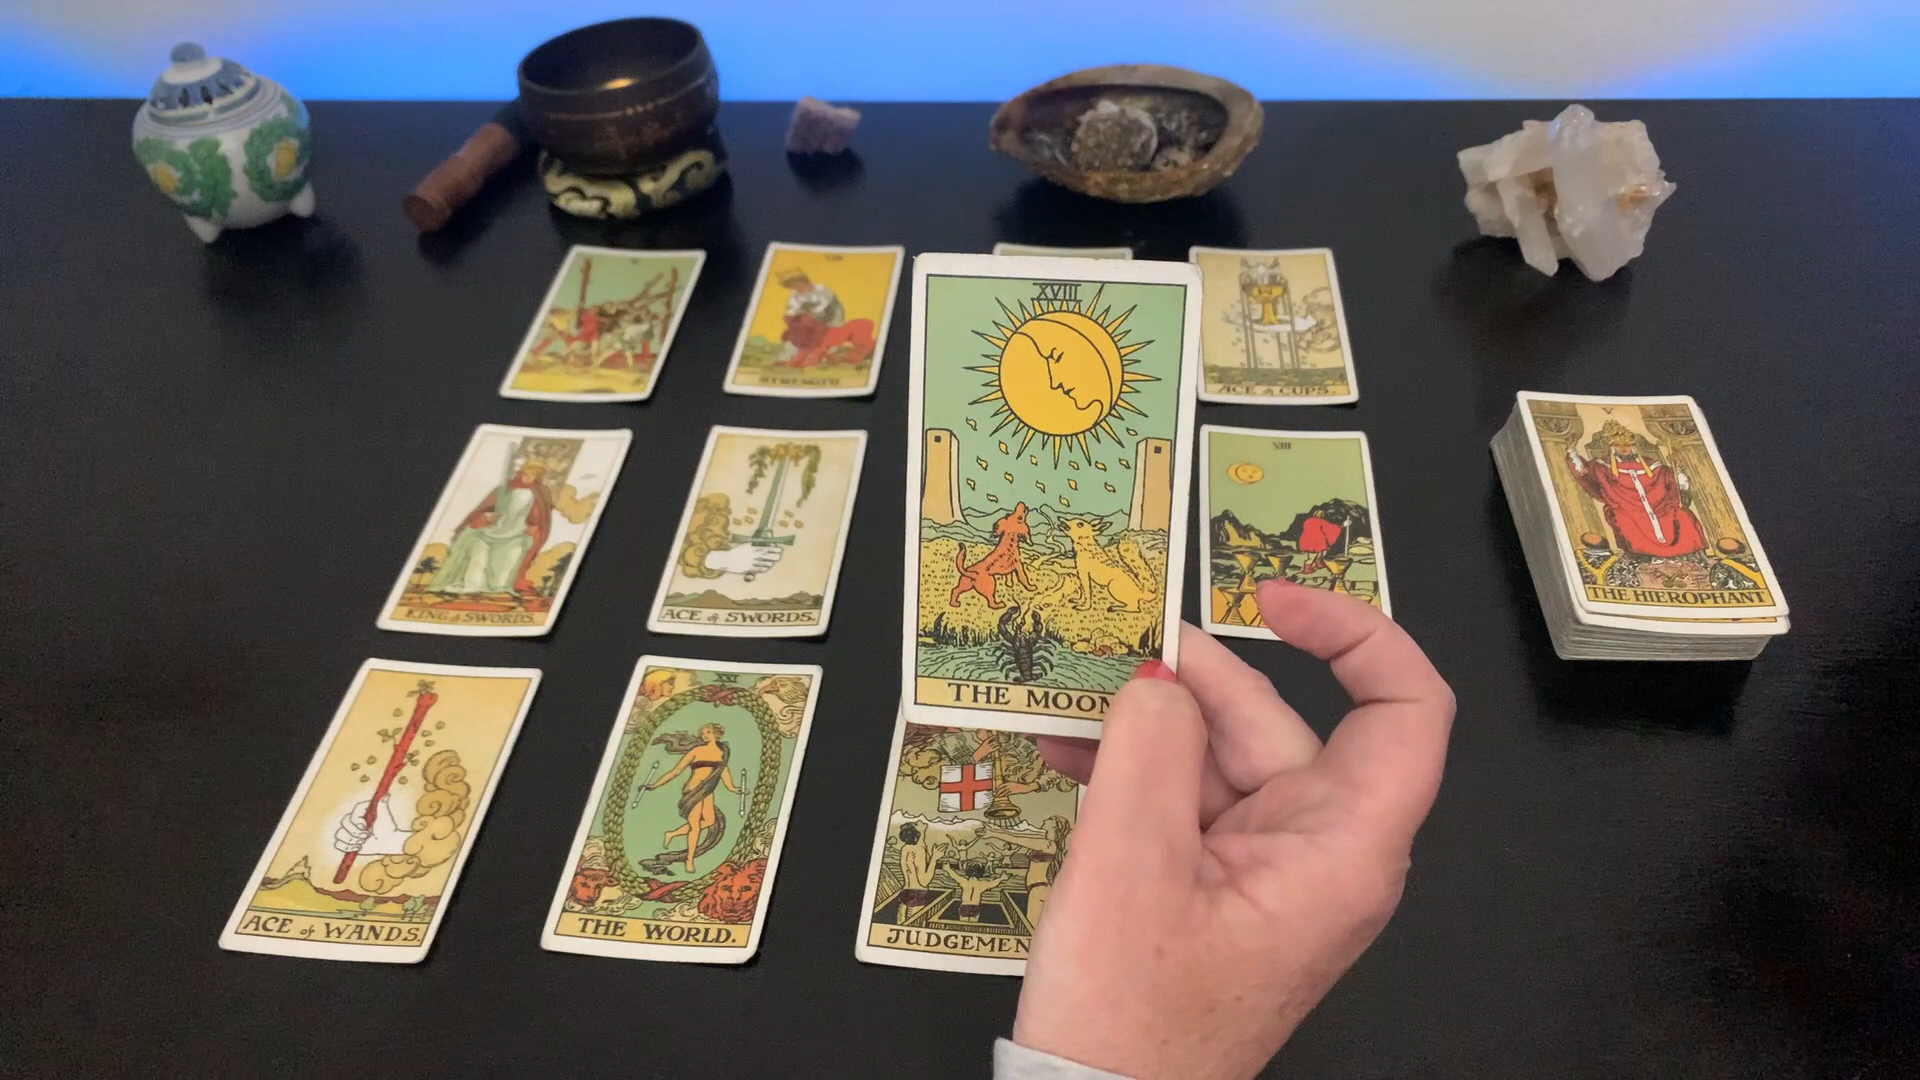 STRENGTH
XVIII
ACE of CUPS.
KING of SWORDS.
ACE of SWORDS.
VIII
V
THE HIEROPHANT
THE MOON
ACE of WANDS.
XXI
THE WORLD.
JUDGEMEN